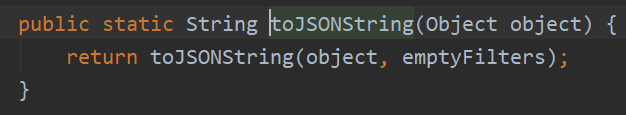 public static String toJSONString(Object object) {
    return toJSONString(object, emptyFilters);
}